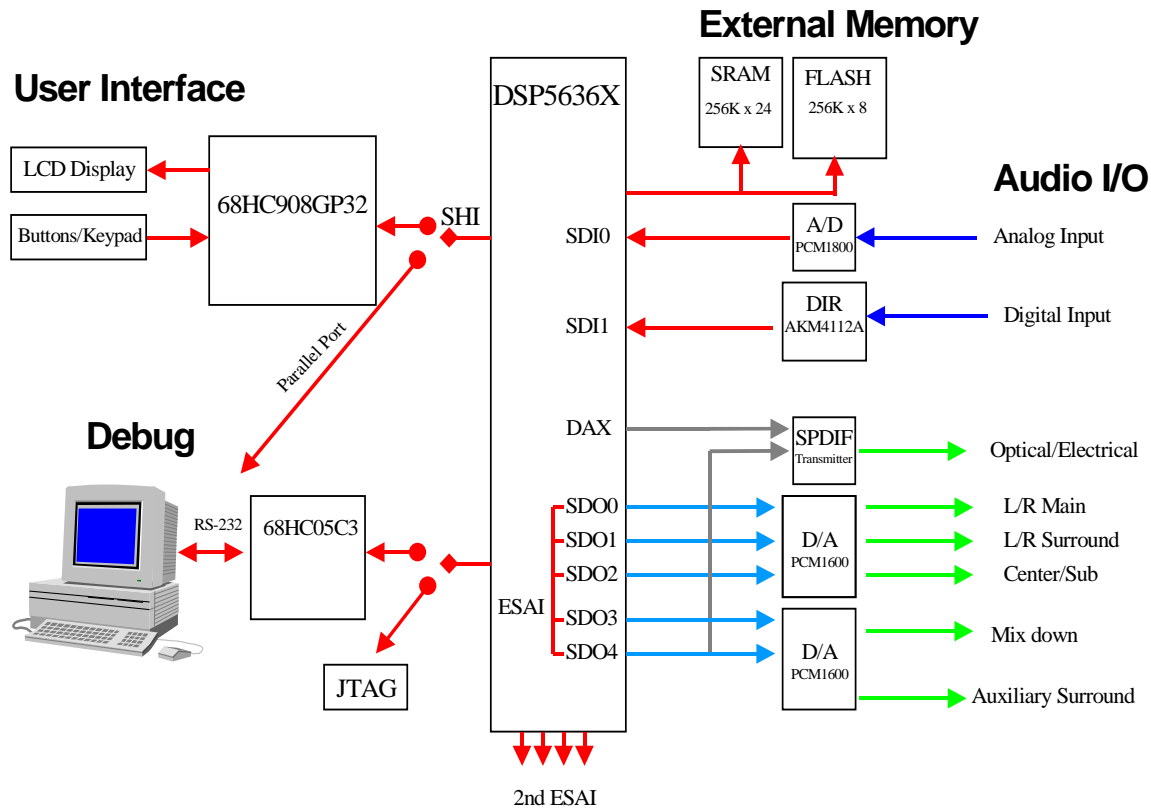 External Memory
User Interface
DSP5636X
SRAM
256K x 24
FLASH
256K x 8
LCD Display
68HC908GP32
Buttons/Keypad
SHI
Audio I/O
SDI0
A/D
PCM1800
Analog Input
SDI1
DIR
AKM4112A
Digital Input
Parallel Port
Debug
DAX
SPDIF
Transmitter
Optical/Electrical
RS-232
68HC05C3
JTAG
ESAI
SDO0
SDO1
SDO2
SDO3
SDO4
D/A
PCM1600
L/R Main
L/R Surround
Center/Sub
D/A
PCM1600
Mix down
Auxiliary Surround
2nd ESAI